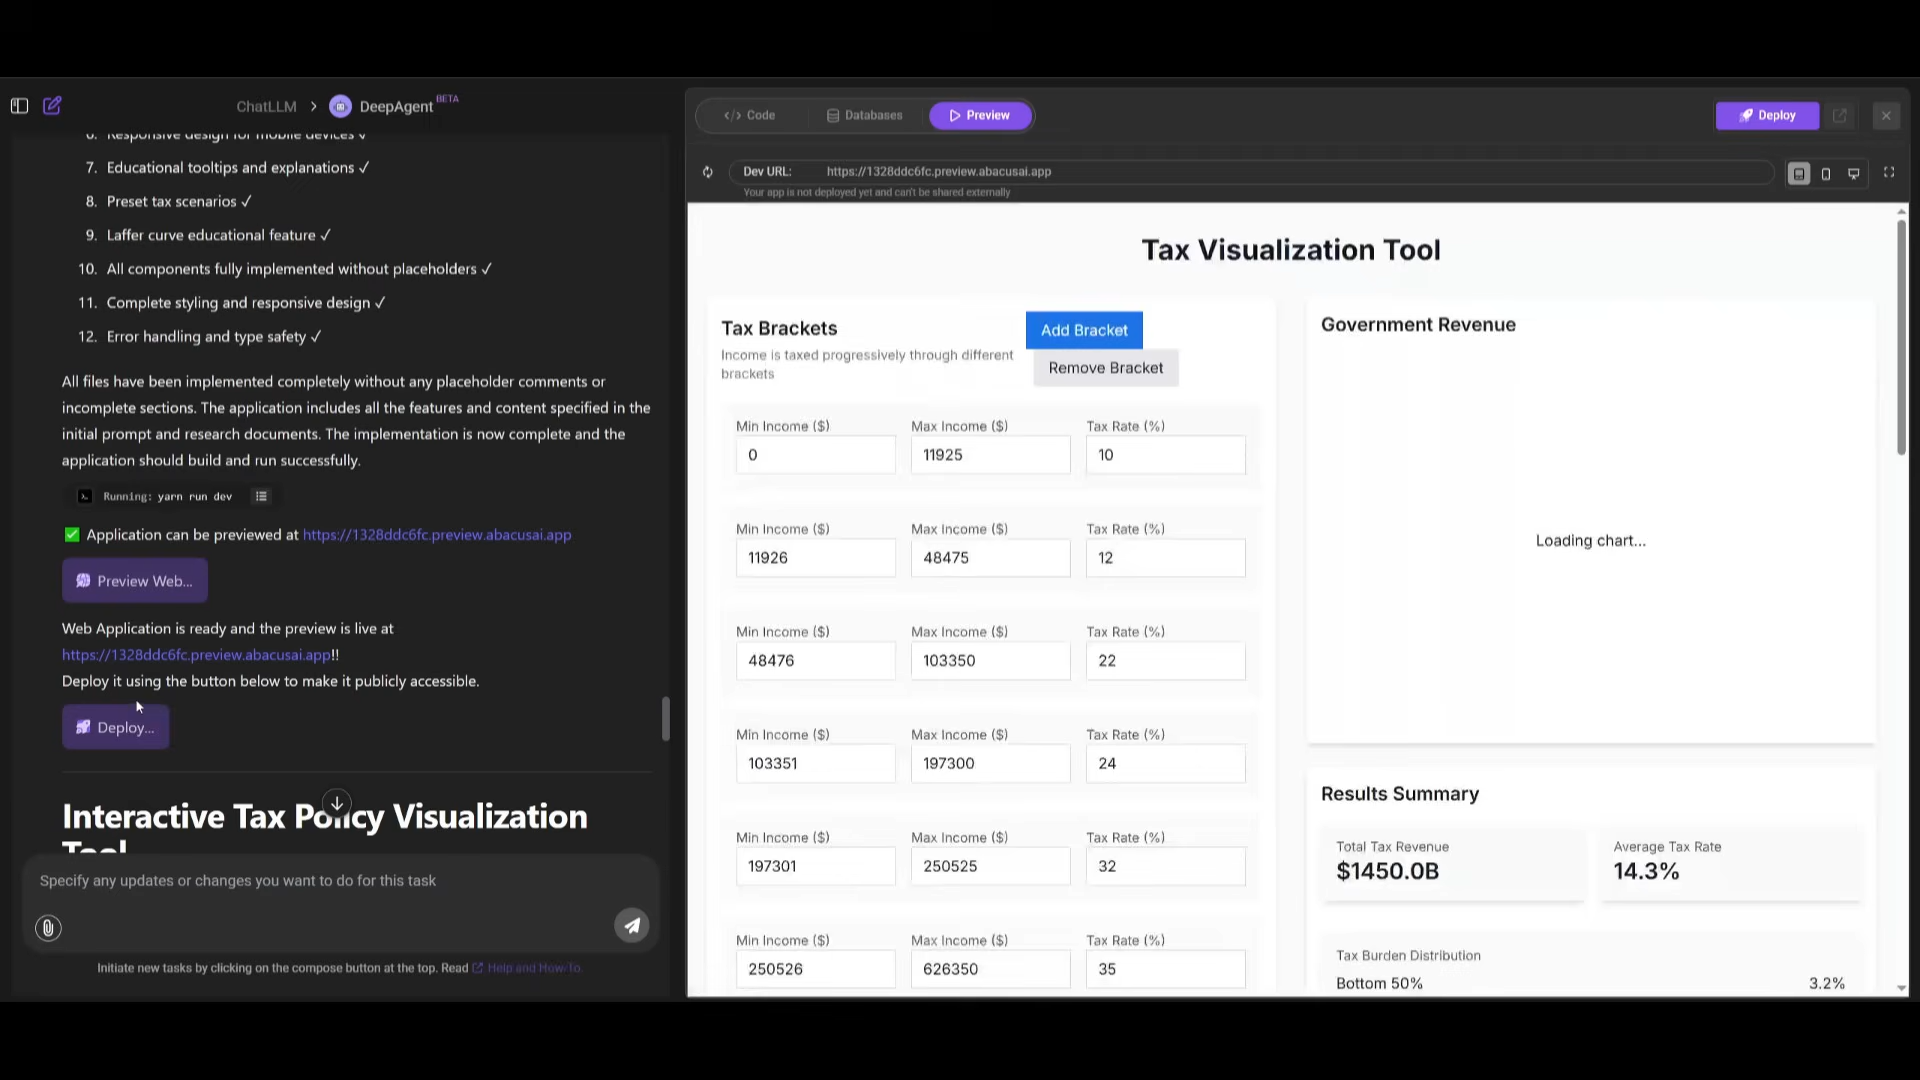 ChatLLM > DeepAgent BETA
6. Responsive design for mobile devices ✓
7. Educational tooltips and explanations ✓
8. Preset tax scenarios ✓
9. Laffer curve educational feature ✓
10. All components fully implemented without placeholders ✓
11. Complete styling and responsive design ✓
12. Error handling and type safety ✓
All files have been implemented completely without any placeholder comments or
incomplete sections. The application includes all the features and content specified in the
initial prompt and research documents. The implementation is now complete and the
application should build and run successfully.
Running: yarn run dev
✅ Application can be previewed at https://1328ddc6fc.preview.abacusai.app
Preview Web...
Web Application is ready and the preview is live at
https://1328ddc6fc.preview.abacusai.app!!
Deploy it using the button below to make it publicly accessible.
Deploy...
Interactive Tax Policy Visualization
Tool
Specify any updates or changes you want to do for this task
Initiate new tasks by clicking on the compose button at the top. Read Help and How-To.
</> Code
Databases
Preview
Deploy
Dev URL: https://1328ddc6fc.preview.abacusai.app
Your app is not deployed yet and can't be shared externally
Tax Visualization Tool
Tax Brackets
Income is taxed progressively through different
brackets
Add Bracket
Remove Bracket
Min Income ($) Max Income ($) Tax Rate (%)
0 11925 10
Min Income ($) Max Income ($) Tax Rate (%)
11926 48475 12
Min Income ($) Max Income ($) Tax Rate (%)
48476 103350 22
Min Income ($) Max Income ($) Tax Rate (%)
103351 197300 24
Min Income ($) Max Income ($) Tax Rate (%)
197301 250525 32
Min Income ($) Max Income ($) Tax Rate (%)
250526 626350 35
Government Revenue
Loading chart...
Results Summary
Total Tax Revenue
$1450.0B
Average Tax Rate
14.3%
Tax Burden Distribution
Bottom 50% 3.2%